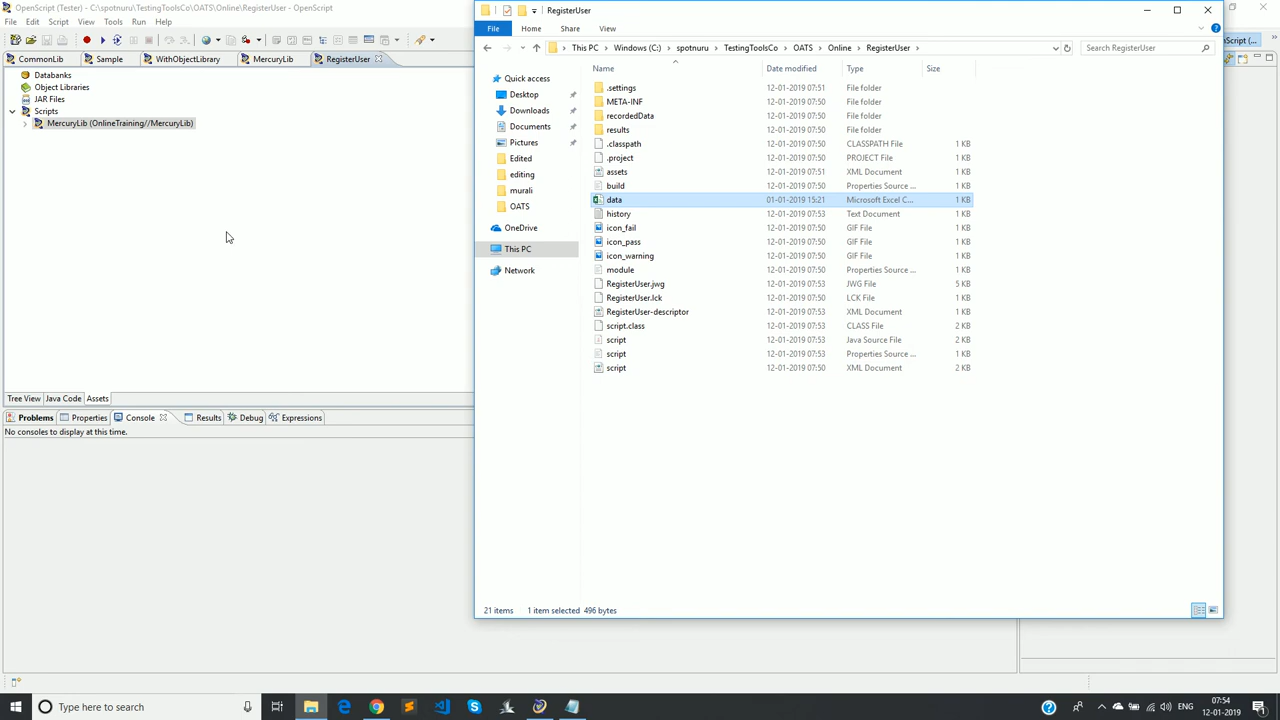 OpenScript (Tester) - C:\spotnuru\TestingToolsCo\OATS\Online\RegisterUser - OpenScript
File Edit Script View Tools Run Help
CommonLib Sample WithObjectLibrary MercuryLib RegisterUser
Databanks
Object Libraries
JAR Files
Scripts
MercuryLib (OnlineTraining//MercuryLib)
Tree View Java Code Assets
Problems Properties Console Results Debug Expressions
No consoles to display at this time.
RegisterUser
File Home Share View
This PC Windows (C:) spotnuru TestingToolsCo OATS Online RegisterUser
Search RegisterUser
Quick access
Desktop
Downloads
Documents
Pictures
Edited
editing
murali
OATS
OneDrive
This PC
Network
Name Date modified Type Size
.settings 12-01-2019 07:51 File folder
META-INF 12-01-2019 07:50 File folder
recordedData 12-01-2019 07:50 File folder
results 12-01-2019 07:50 File folder
.classpath 12-01-2019 07:50 CLASSPATH File 1 KB
.project 12-01-2019 07:50 PROJECT File 1 KB
assets 12-01-2019 07:51 XML Document 1 KB
build 12-01-2019 07:50 Properties Source ... 1 KB
data 01-01-2019 15:21 Microsoft Excel C... 1 KB
history 12-01-2019 07:53 Text Document 1 KB
icon_fail 12-01-2019 07:50 GIF File 1 KB
icon_pass 12-01-2019 07:50 GIF File 1 KB
icon_warning 12-01-2019 07:50 GIF File 1 KB
module 12-01-2019 07:50 Properties Source ... 1 KB
RegisterUser.jwg 12-01-2019 07:53 JWG File 5 KB
RegisterUser.lck 12-01-2019 07:50 LCK File 1 KB
RegisterUser-descriptor 12-01-2019 07:53 XML Document 1 KB
script.class 12-01-2019 07:53 CLASS File 2 KB
script 12-01-2019 07:53 Java Source File 2 KB
script 12-01-2019 07:53 Properties Source ... 1 KB
script 12-01-2019 07:50 XML Document 2 KB
21 items 1 item selected 496 bytes
Type here to search
ENG
07:54
12-01-2019